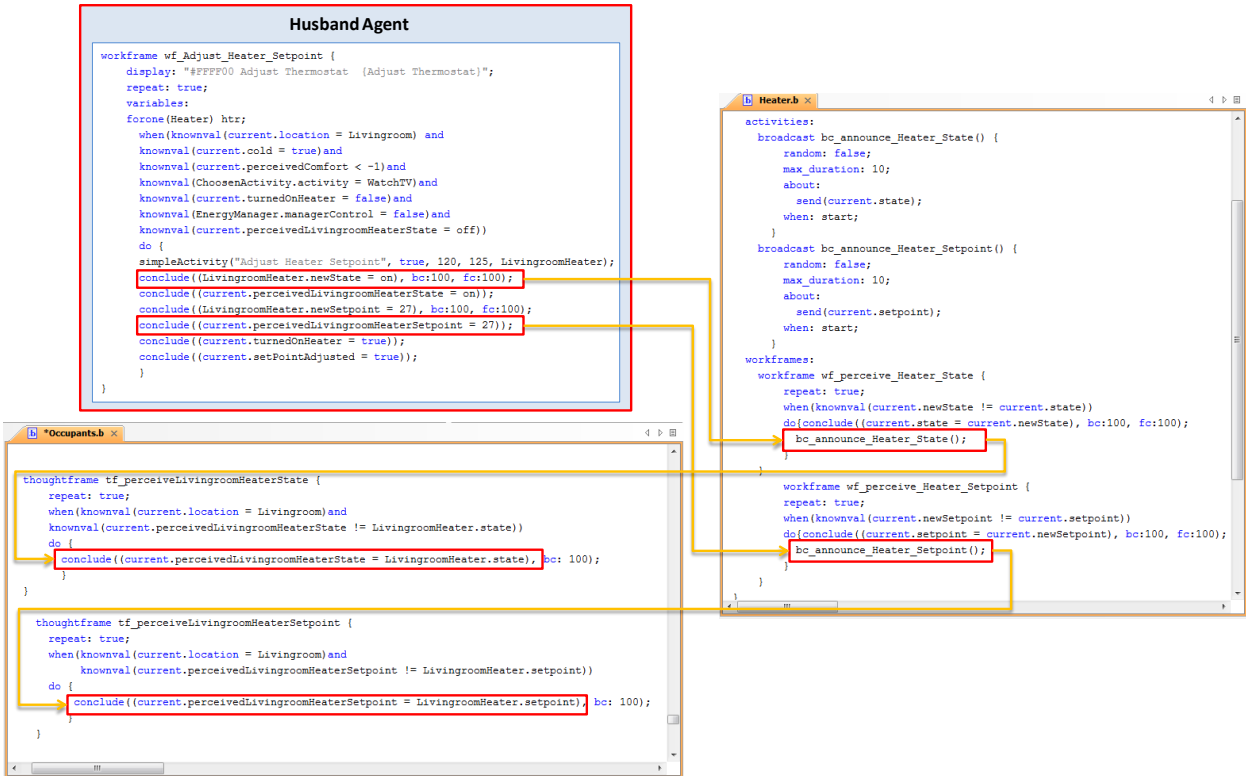 Husband Agent
workframe wf_Adjust_Heater_Setpoint {
display: "#FFFF00 Adjust Thermostat  {Adjust Thermostat}";
repeat: true;
variables:
forone(Heater) htr;
when(knownval(current.location = Livingroom) and
knownval(current.cold = true)and
knownval(current.perceivedComfort < -1)and
knownval(ChoosenActivity.activity = WatchTV)and
knownval(current.turnedOnHeater = false)and
knownval(EnergyManager.managerControl = false)and
knownval(current.perceivedLivingroomHeaterState = off))
do {
simpleActivity("Adjust Heater Setpoint", true, 120, 125, LivingroomHeater);
conclude((LivingroomHeater.newState = on), bc:100, fc:100);
conclude((current.perceivedLivingroomHeaterState = on));
conclude((LivingroomHeater.newSetpoint = 27), bc:100, fc:100);
conclude((current.perceivedLivingroomHeaterSetpoint = 27));
conclude((current.turnedOnHeater = true));
conclude((current.setPointAdjusted = true));
}
}
Heater.b
activities:
broadcast bc_announce_Heater_State() {
random: false;
max_duration: 10;
about:
send(current.state);
when: start;
}
broadcast bc_announce_Heater_Setpoint() {
random: false;
max_duration: 10;
about:
send(current.setpoint);
when: start;
}
workframes:
workframe wf_perceive_Heater_State {
repeat: true;
when(knownval(current.newState != current.state))
do{conclude((current.state = current.newState), bc:100, fc:100);
bc_announce_Heater_State();
}
}
workframe wf_perceive_Heater_Setpoint {
repeat: true;
when(knownval(current.newSetpoint != current.setpoint))
do{conclude((current.setpoint = current.newSetpoint), bc:100, fc:100);
bc_announce_Heater_Setpoint();
}
}
}
*Occupants.b
thoughtframe tf_perceiveLivingroomHeaterState {
repeat: true;
when(knownval(current.location = Livingroom)and
knownval(current.perceivedLivingroomHeaterState != LivingroomHeater.state))
do {
conclude((current.perceivedLivingroomHeaterState = LivingroomHeater.state), bc: 100);
}
}
thoughtframe tf_perceiveLivingroomHeaterSetpoint {
repeat: true;
when(knownval(current.location = Livingroom)and
knownval(current.perceivedLivingroomHeaterSetpoint != LivingroomHeater.setpoint))
do {
conclude((current.perceivedLivingroomHeaterSetpoint = LivingroomHeater.setpoint), bc: 100);
}
}